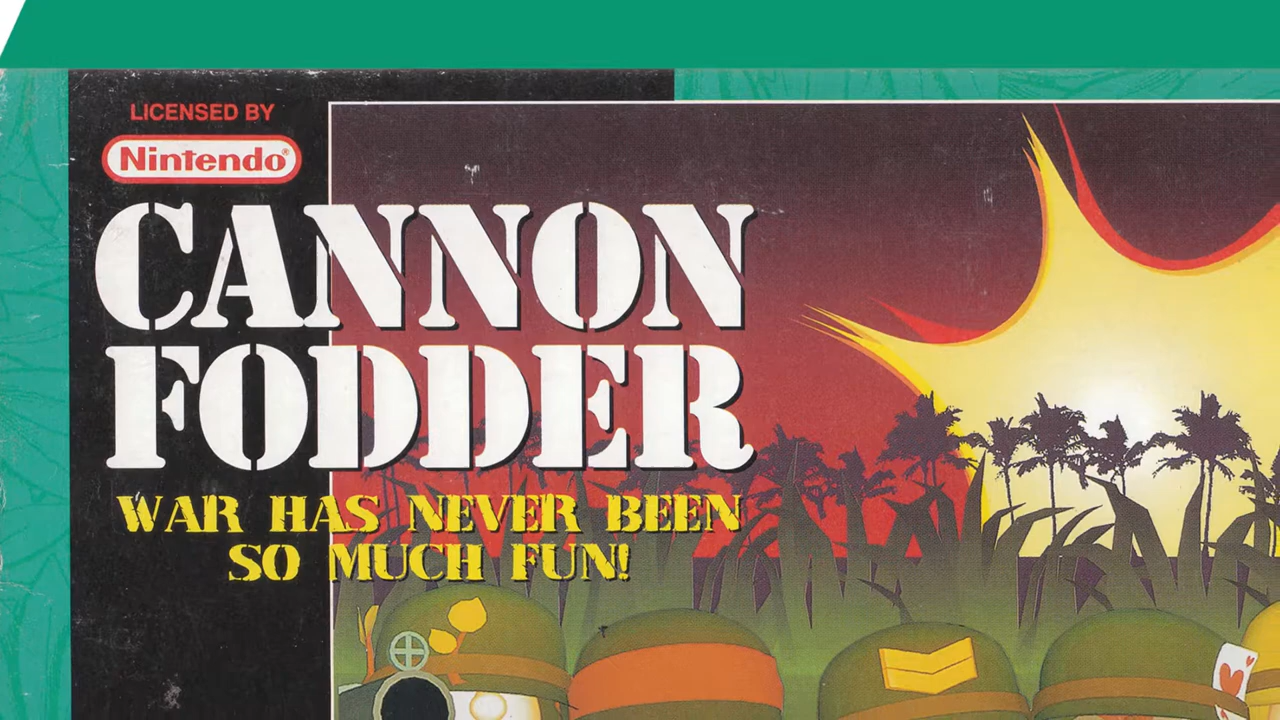 LICENSED BY
Nintendo®
CANNON
FODDER
WAR HAS NEVER BEEN
SO MUCH FUN!